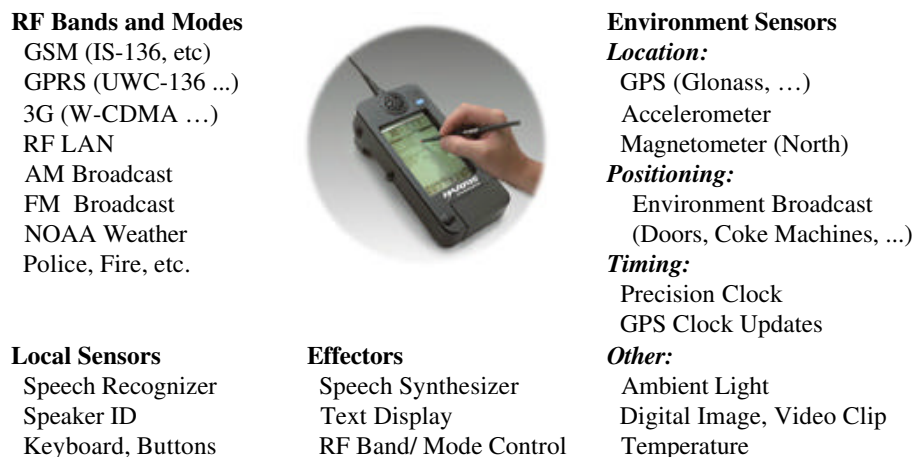 RF Bands and Modes
GSM (IS-136, etc)
GPRS (UWC-136 ...)
3G (W-CDMA …)
RF LAN
AM Broadcast
FM Broadcast
NOAA Weather
Police, Fire, etc.
Local Sensors
Speech Recognizer
Speaker ID
Keyboard, Buttons
HARRIS
Effectors
Speech Synthesizer
Text Display
RF Band/ Mode Control
Environment Sensors
Location:
GPS (Glonass, …)
Accelerometer
Magnetometer (North)
Positioning:
Environment Broadcast
(Doors, Coke Machines, ...)
Timing:
Precision Clock
GPS Clock Updates
Other:
Ambient Light
Digital Image, Video Clip
Temperature